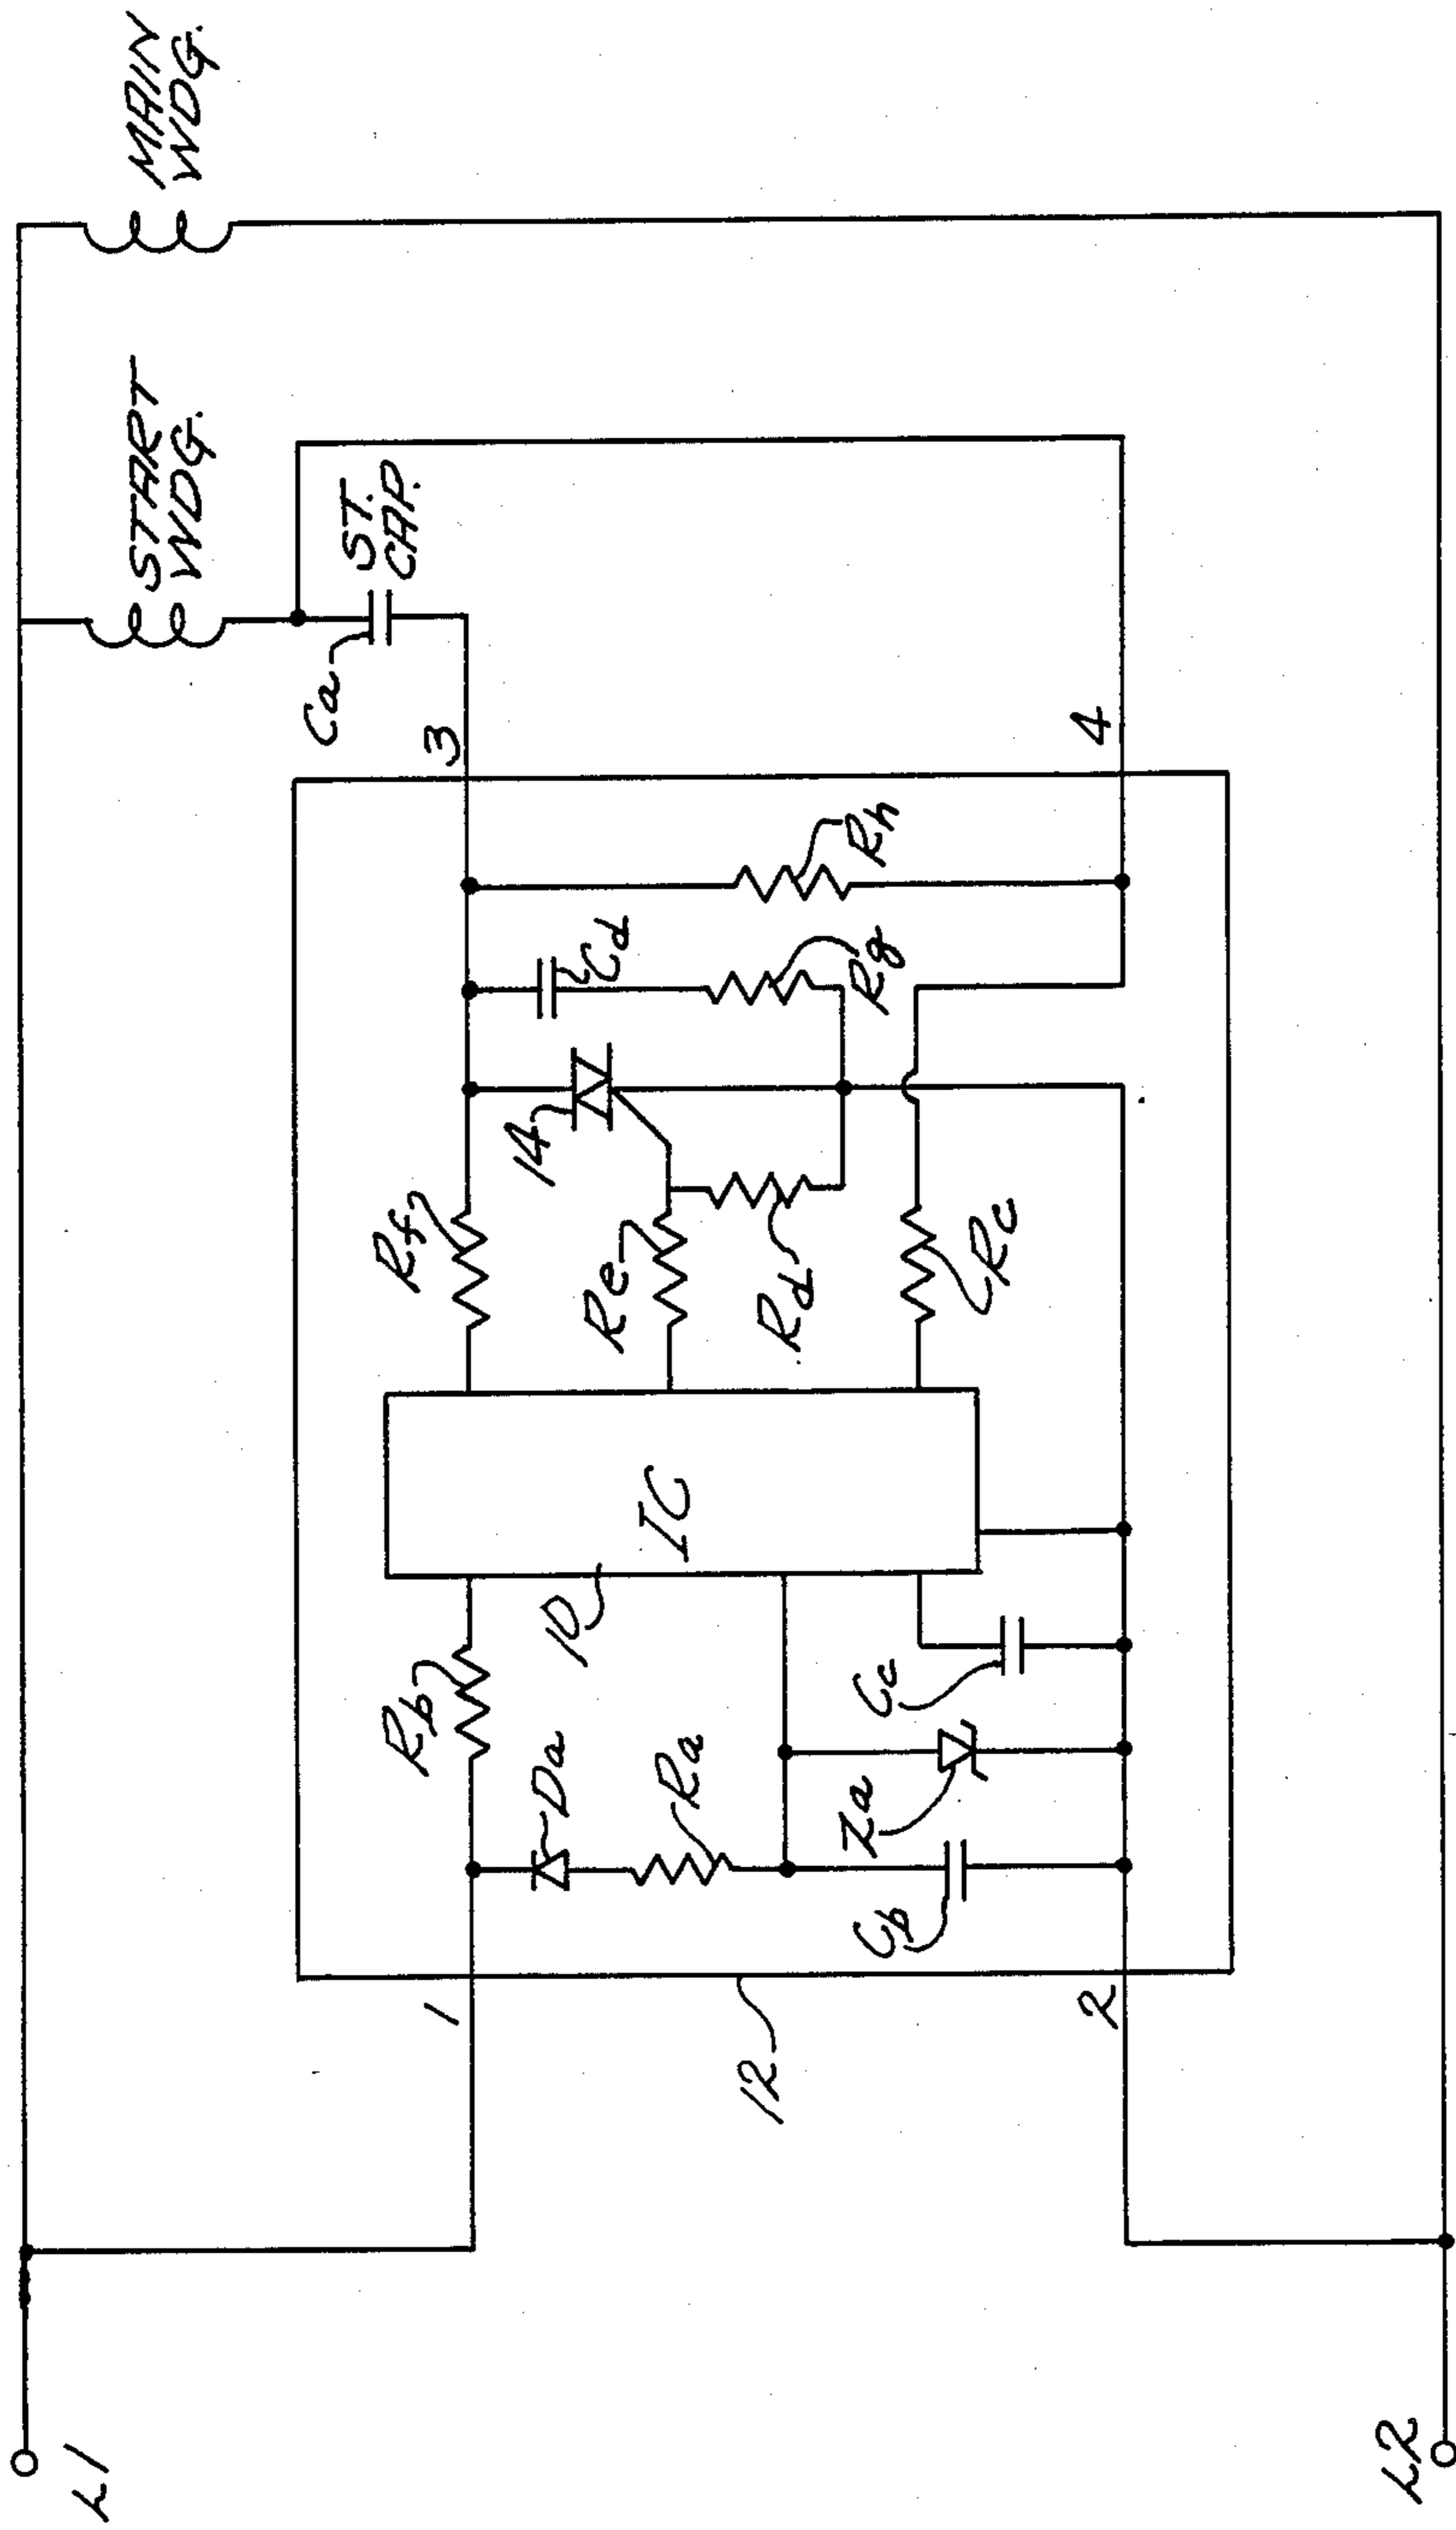 L1
L2
START
WDG.
MAIN
WDG.
ST.
CAP.
Ca
1
2
3
4
12
10
IC
14
Rb
Da
Ra
Cb
Za
Cc
Rf
Re
Rd
Rc
Cd
Rg
Rh